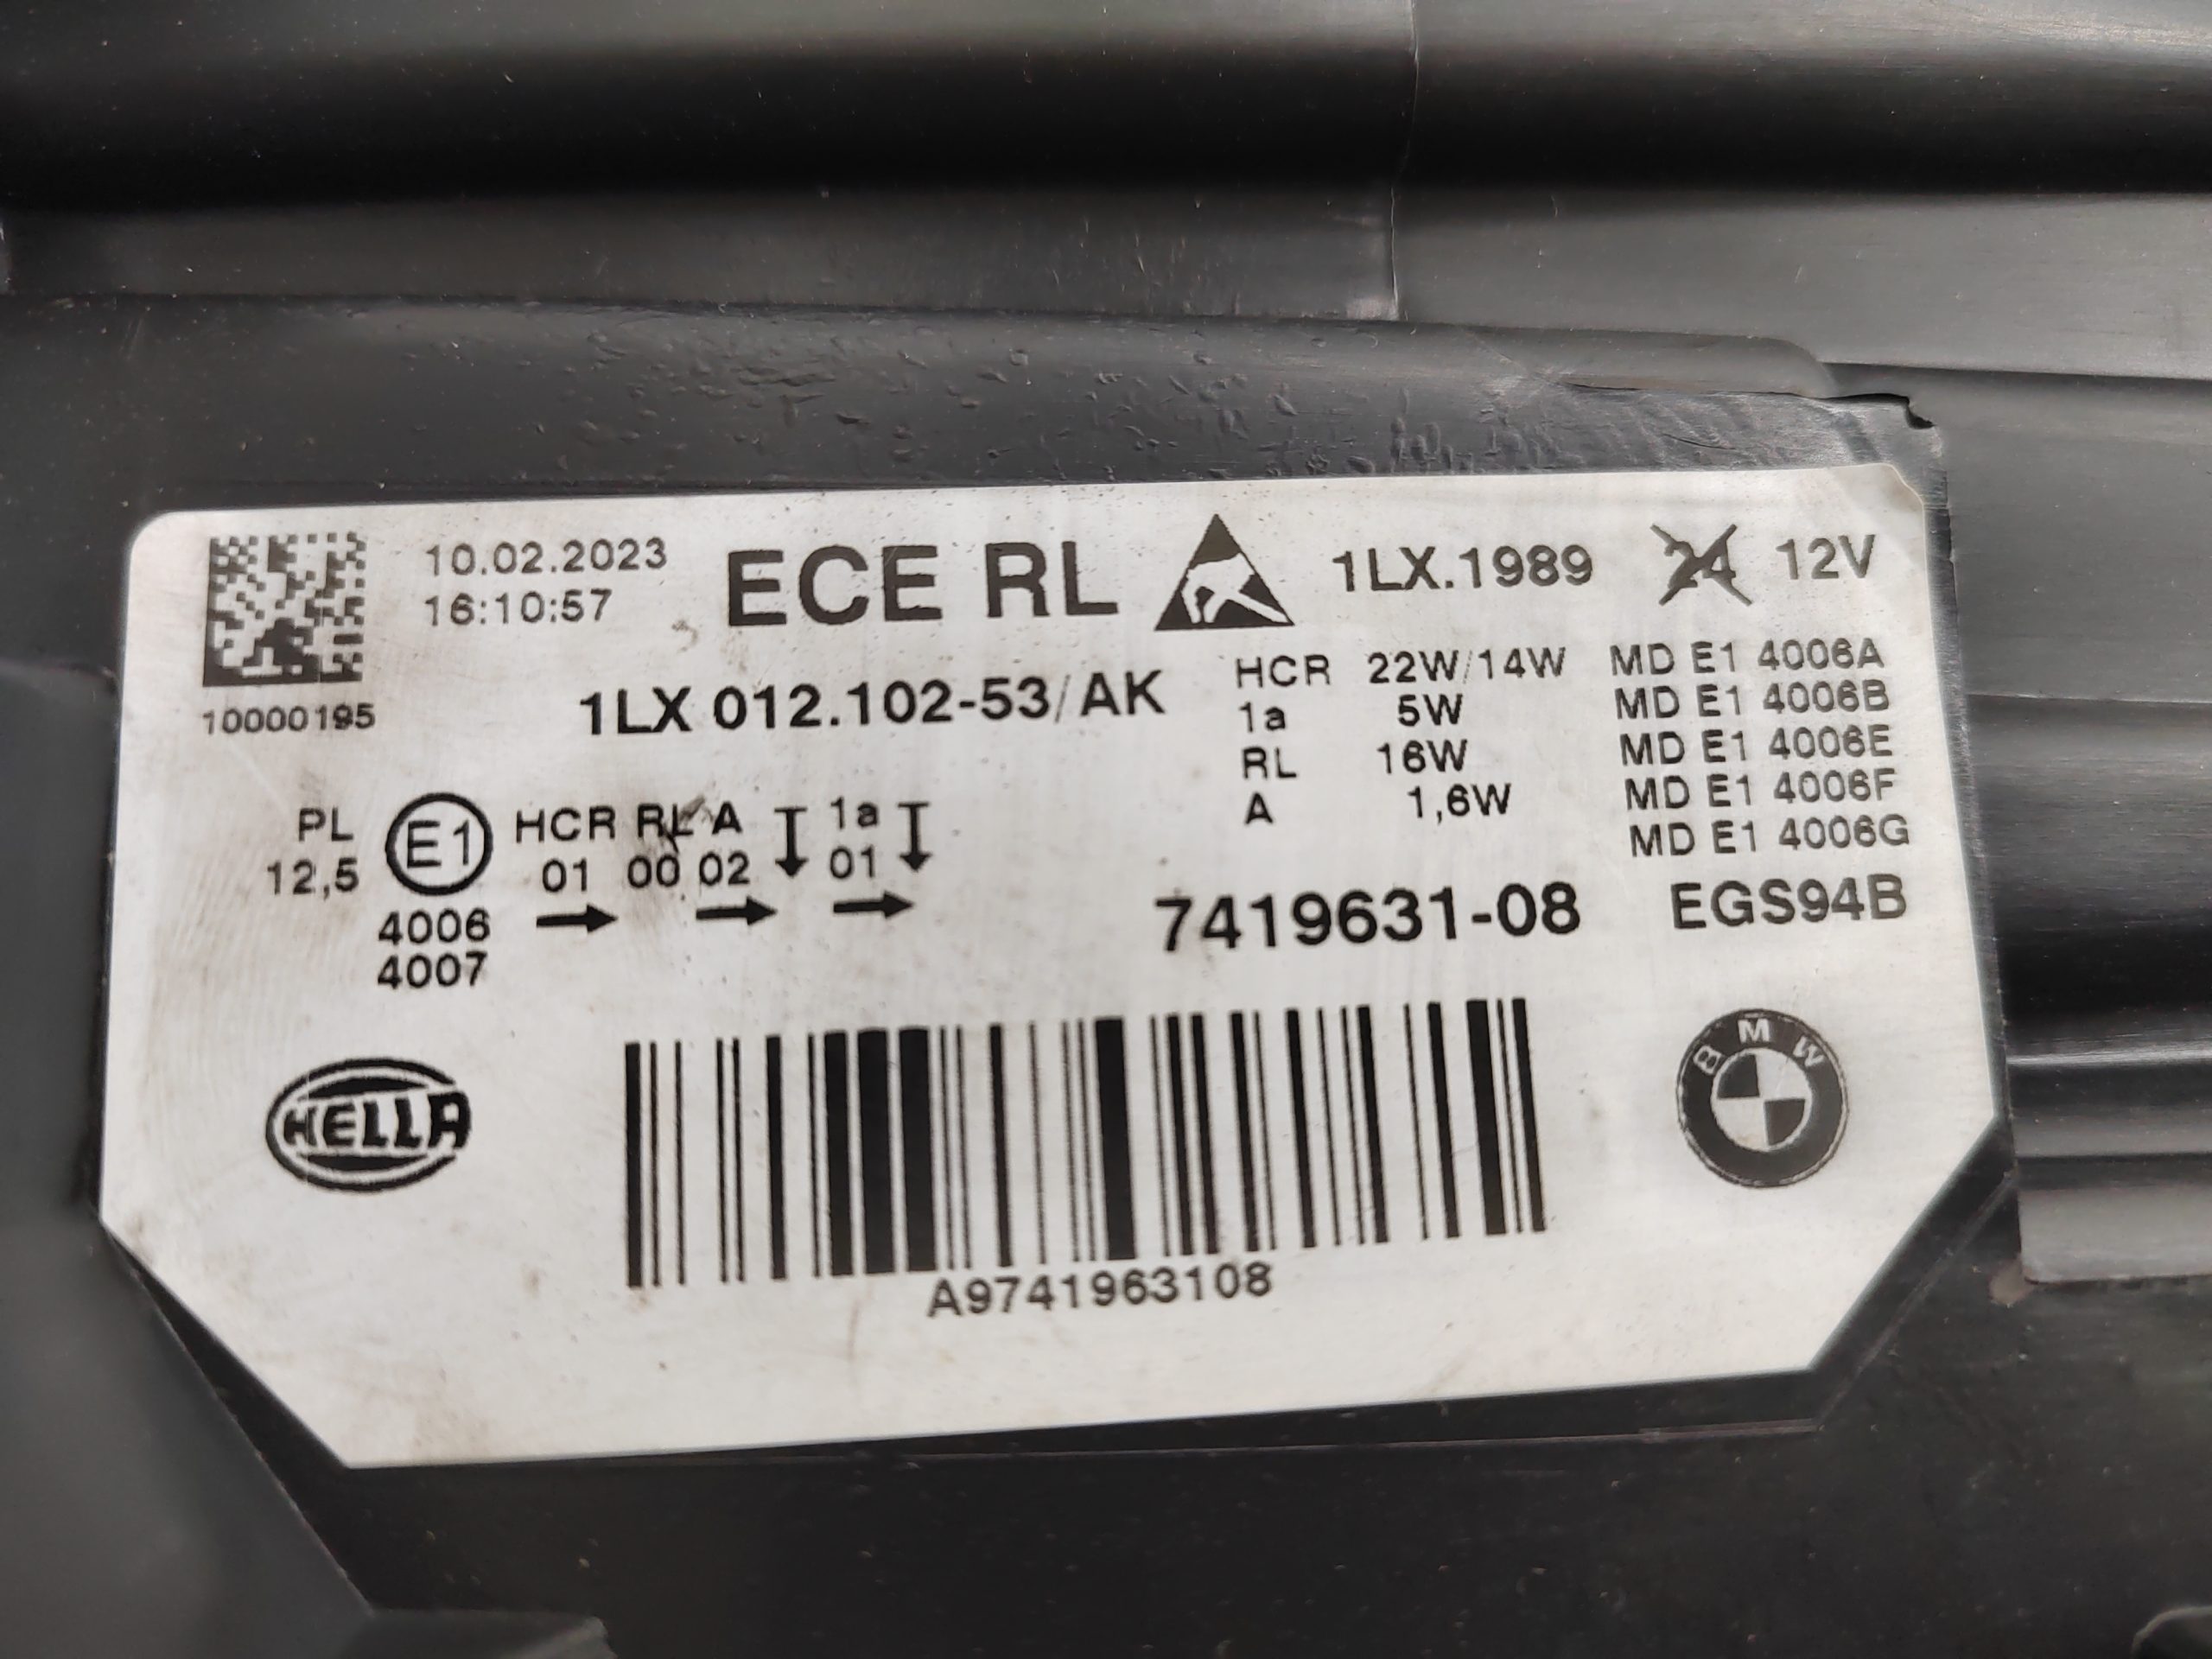 10.02.2023
16:10:57
ECE RL
1LX.1989 24 12V
10000195
1LX 012.102-53/AK
HCR 22W/14W MD E1 4006A
1a 5W MD E1 4006B
RL 16W MD E1 4006E
A 1,6W MD E1 4006F
MD E1 4006G
PL E1 HCR RL A 1a
12,5 01 00 02 01
4006
4007
7419631-08 EGS94B
HELLA
BMW
A9741963108